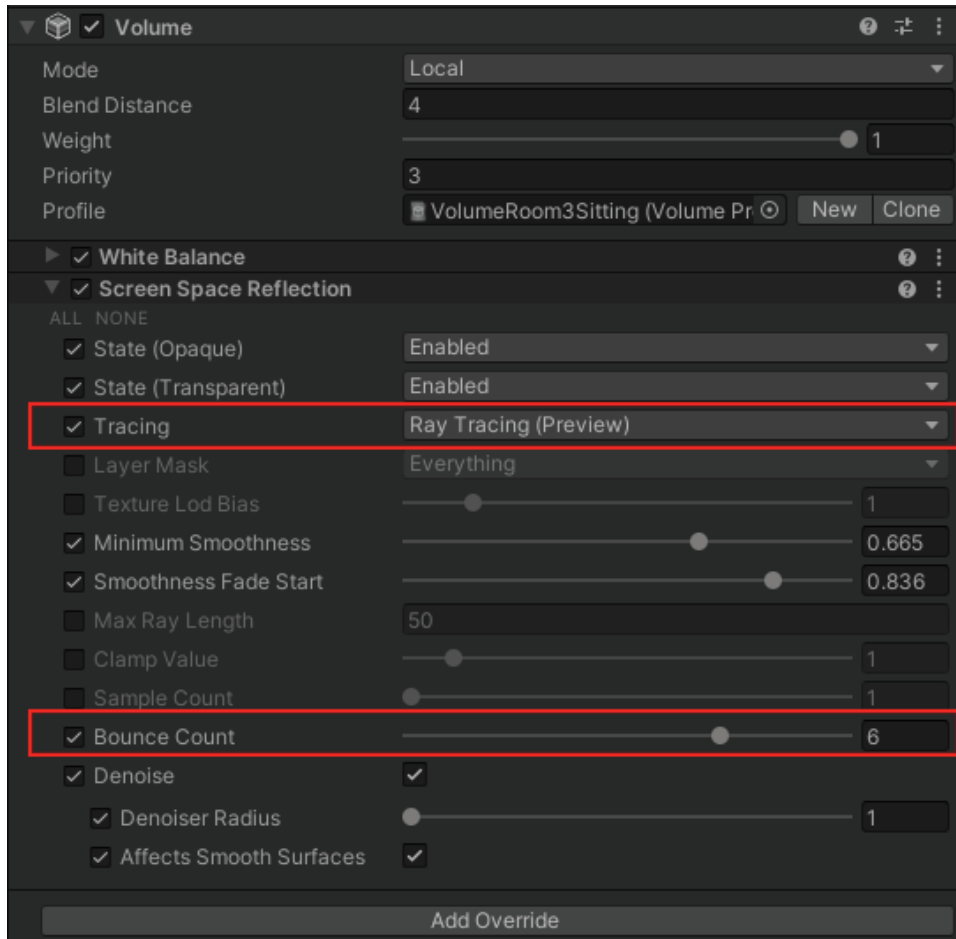 Volume
Mode Local
Blend Distance 4
Weight 1
Priority 3
Profile VolumeRoom3Sitting (Volume Pr New Clone
White Balance
Screen Space Reflection
ALL NONE
State (Opaque) Enabled
State (Transparent) Enabled
Tracing Ray Tracing (Preview)
Layer Mask Everything
Texture Lod Bias 1
Minimum Smoothness 0.665
Smoothness Fade Start 0.836
Max Ray Length 50
Clamp Value 1
Sample Count 1
Bounce Count 6
Denoise
Denoiser Radius 1
Affects Smooth Surfaces
Add Override